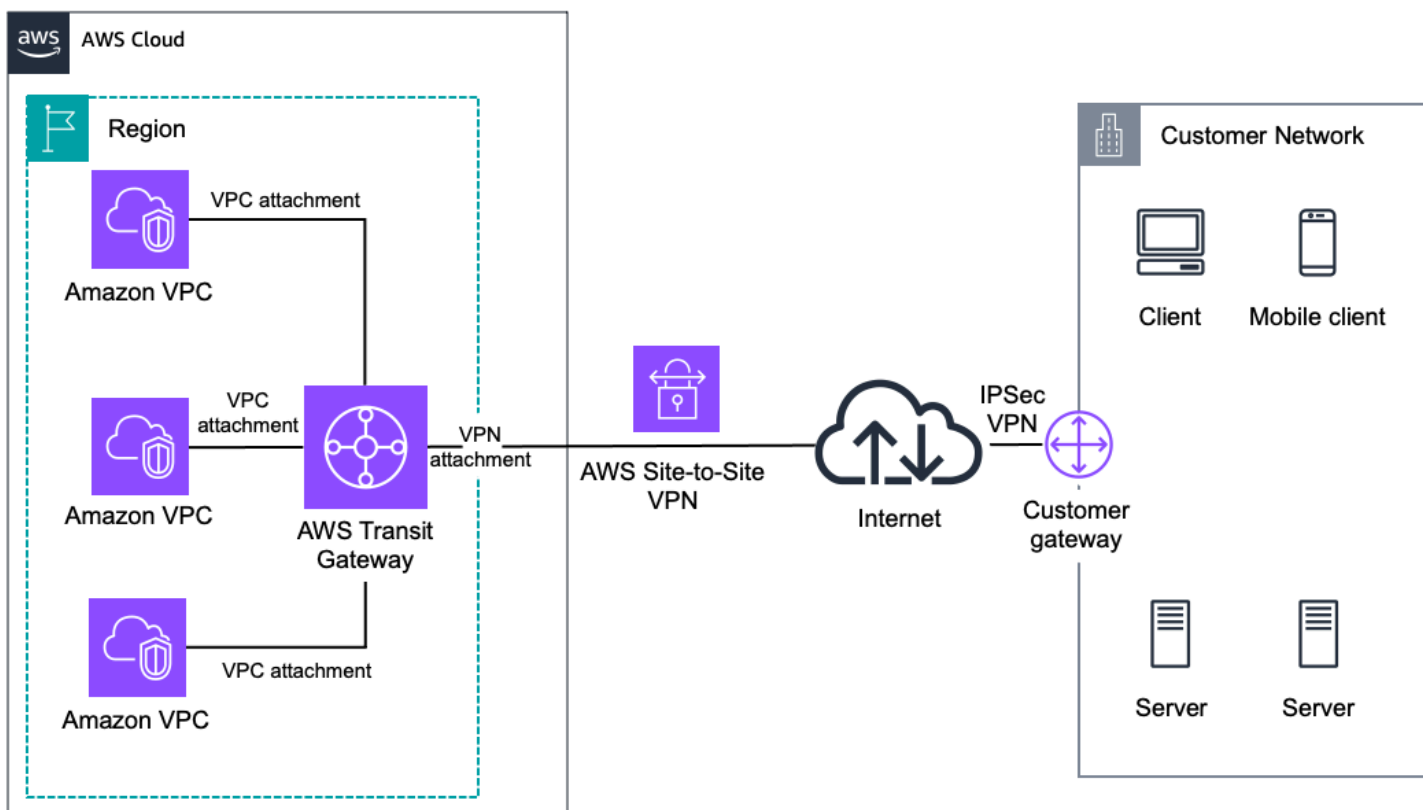 aws
AWS Cloud
Region
VPC attachment
Amazon VPC
VPC
attachment
Amazon VPC
AWS Transit
Gateway
VPC attachment
Amazon VPC
VPN
attachment
AWS Site-to-Site
VPN
Internet
IPSec
VPN
Customer
gateway
Customer Network
Client
Mobile client
Server
Server